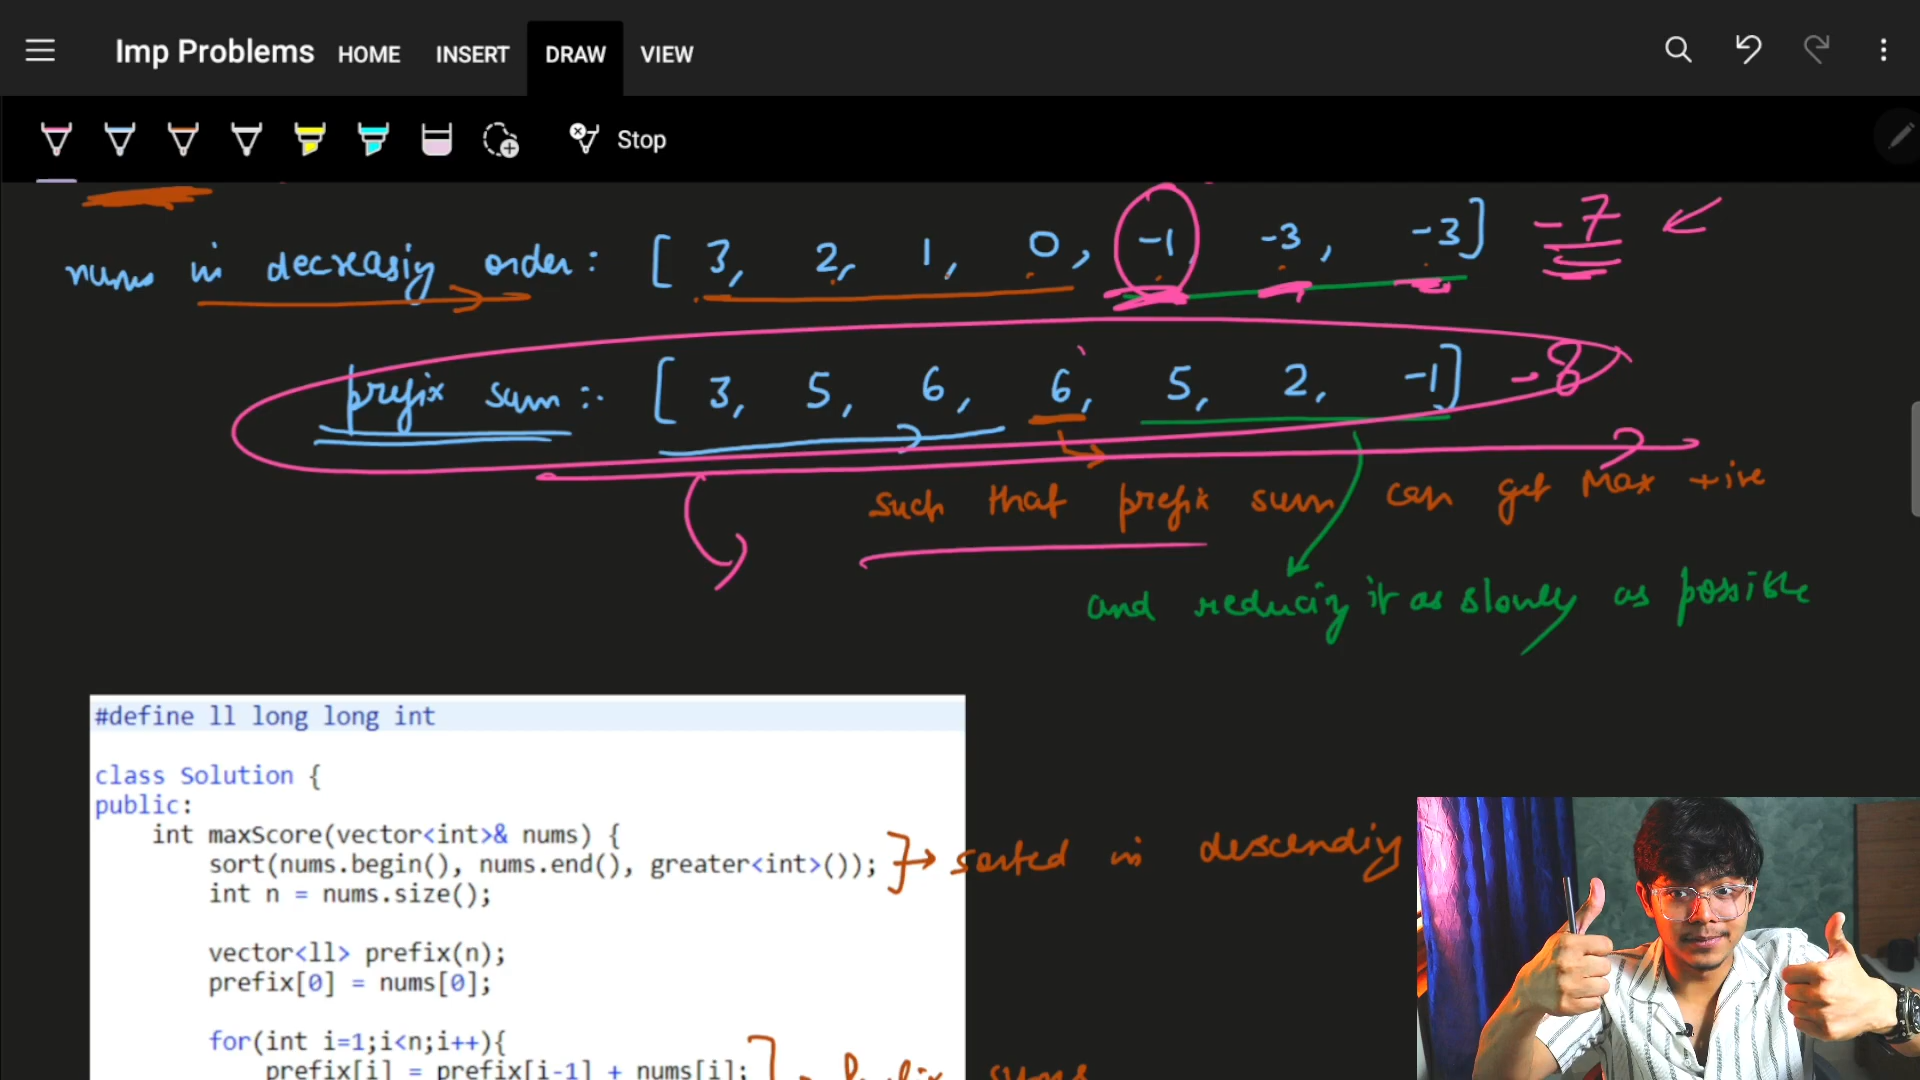 Imp Problems HOME INSERT DRAW VIEW
Stop
nums in decreasiy order: [ 3, 2, 1, 0, -1, -3, -3] -7
prefix sum :- [ 3, 5, 6, 6, 5, 2, -1] -8
such that prefix sum can get Max +ive
and reduciy it as slowly as possible
#define ll long long int
class Solution {
public:
int maxScore(vector<int>& nums) {
sort(nums.begin(), nums.end(), greater<int>()); → sorted in descendiy
int n = nums.size();
vector<ll> prefix(n);
prefix[0] = nums[0];
for(int i=1;i<n;i++){
prefix[i] = prefix[i-1] + nums[i];